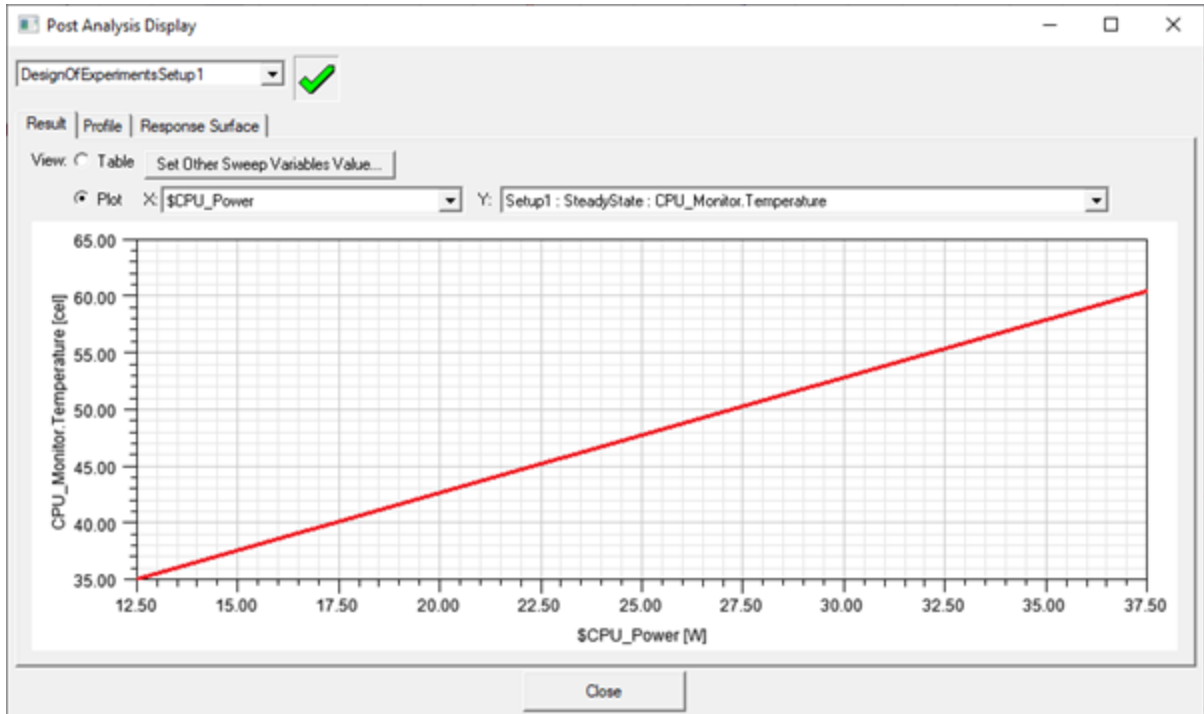 Post Analysis Display
DesignOfExperimentsSetup1
Result Profile Response Surface
View: Table Set Other Sweep Variables Value...
Plot X: $CPU_Power Y: Setup1 : SteadyState : CPU_Monitor.Temperature
65.00
60.00
55.00
50.00
45.00
40.00
35.00
CPU_Monitor.Temperature [cel]
12.50 15.00 17.50 20.00 22.50 25.00 27.50 30.00 32.50 35.00 37.50
$CPU_Power [W]
Close